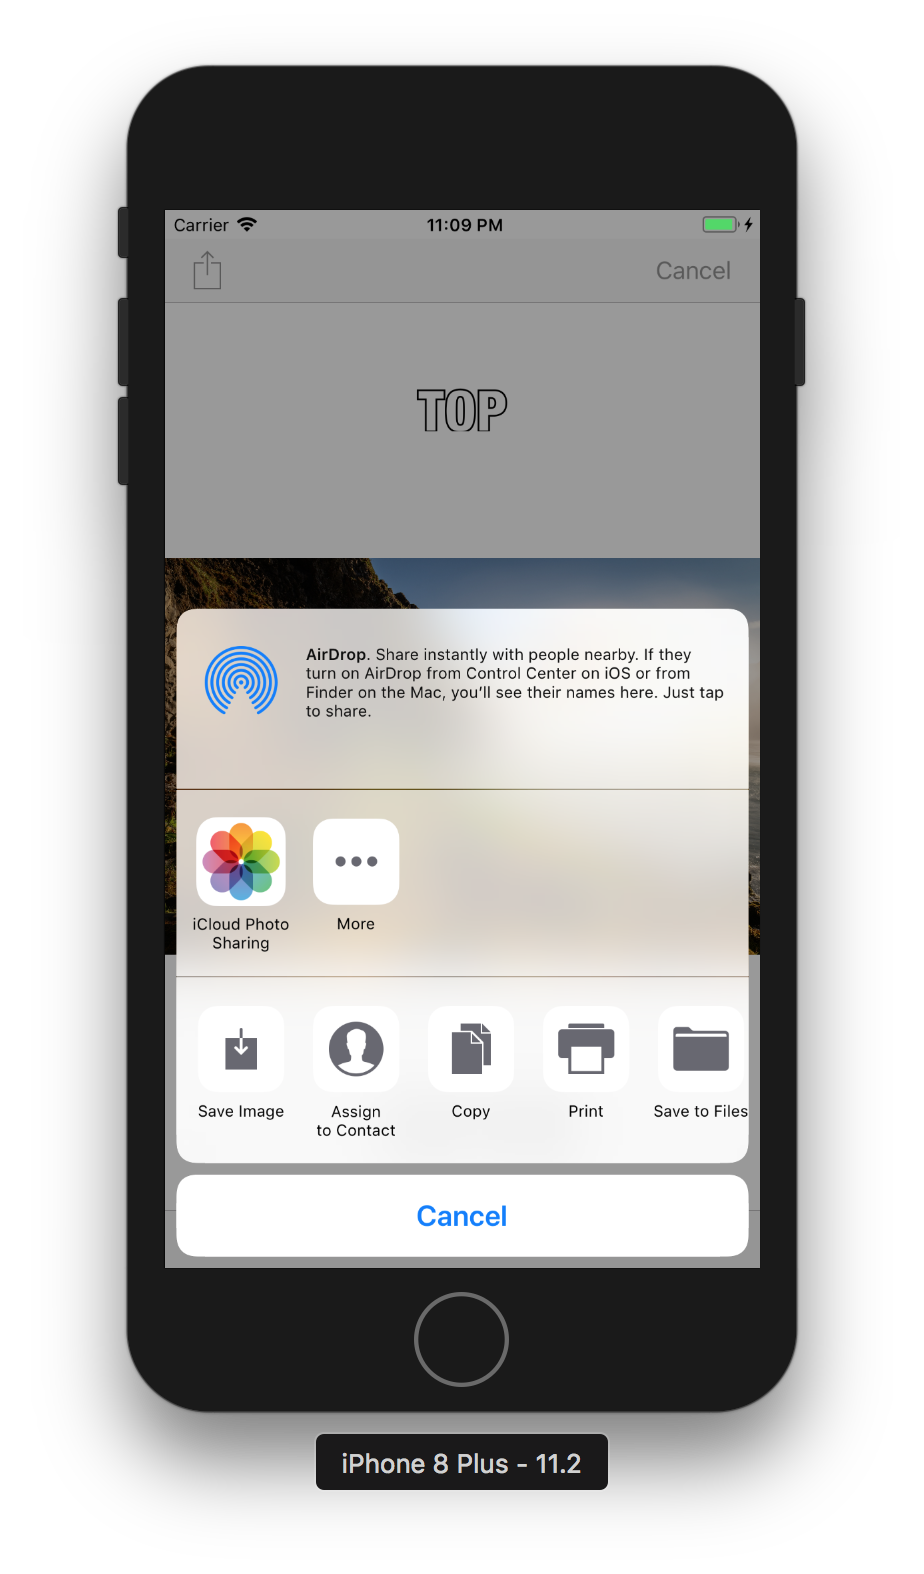 Carrier 11:09 PM
Cancel
TOP
AirDrop. Share instantly with people nearby. If they
turn on AirDrop from Control Center on iOS or from
Finder on the Mac, you'll see their names here. Just tap
to share.
iCloud Photo
Sharing
More
Save Image
Assign
to Contact
Copy
Print
Save to Files
Cancel
iPhone 8 Plus - 11.2